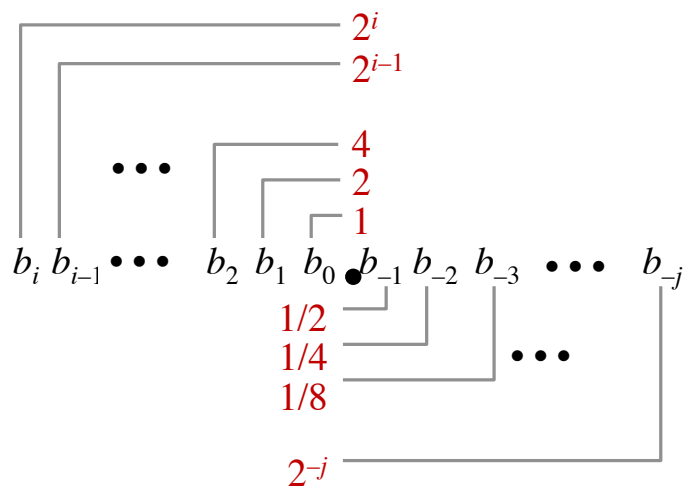 2^i
2^{i–1}
4
•••
2
1
b_i b_{i–1} ••• b_2 b_1 b_0 • b_{–1} b_{–2} b_{–3} ••• b_{–j}
1/2
1/4
•••
1/8
2^{–j}